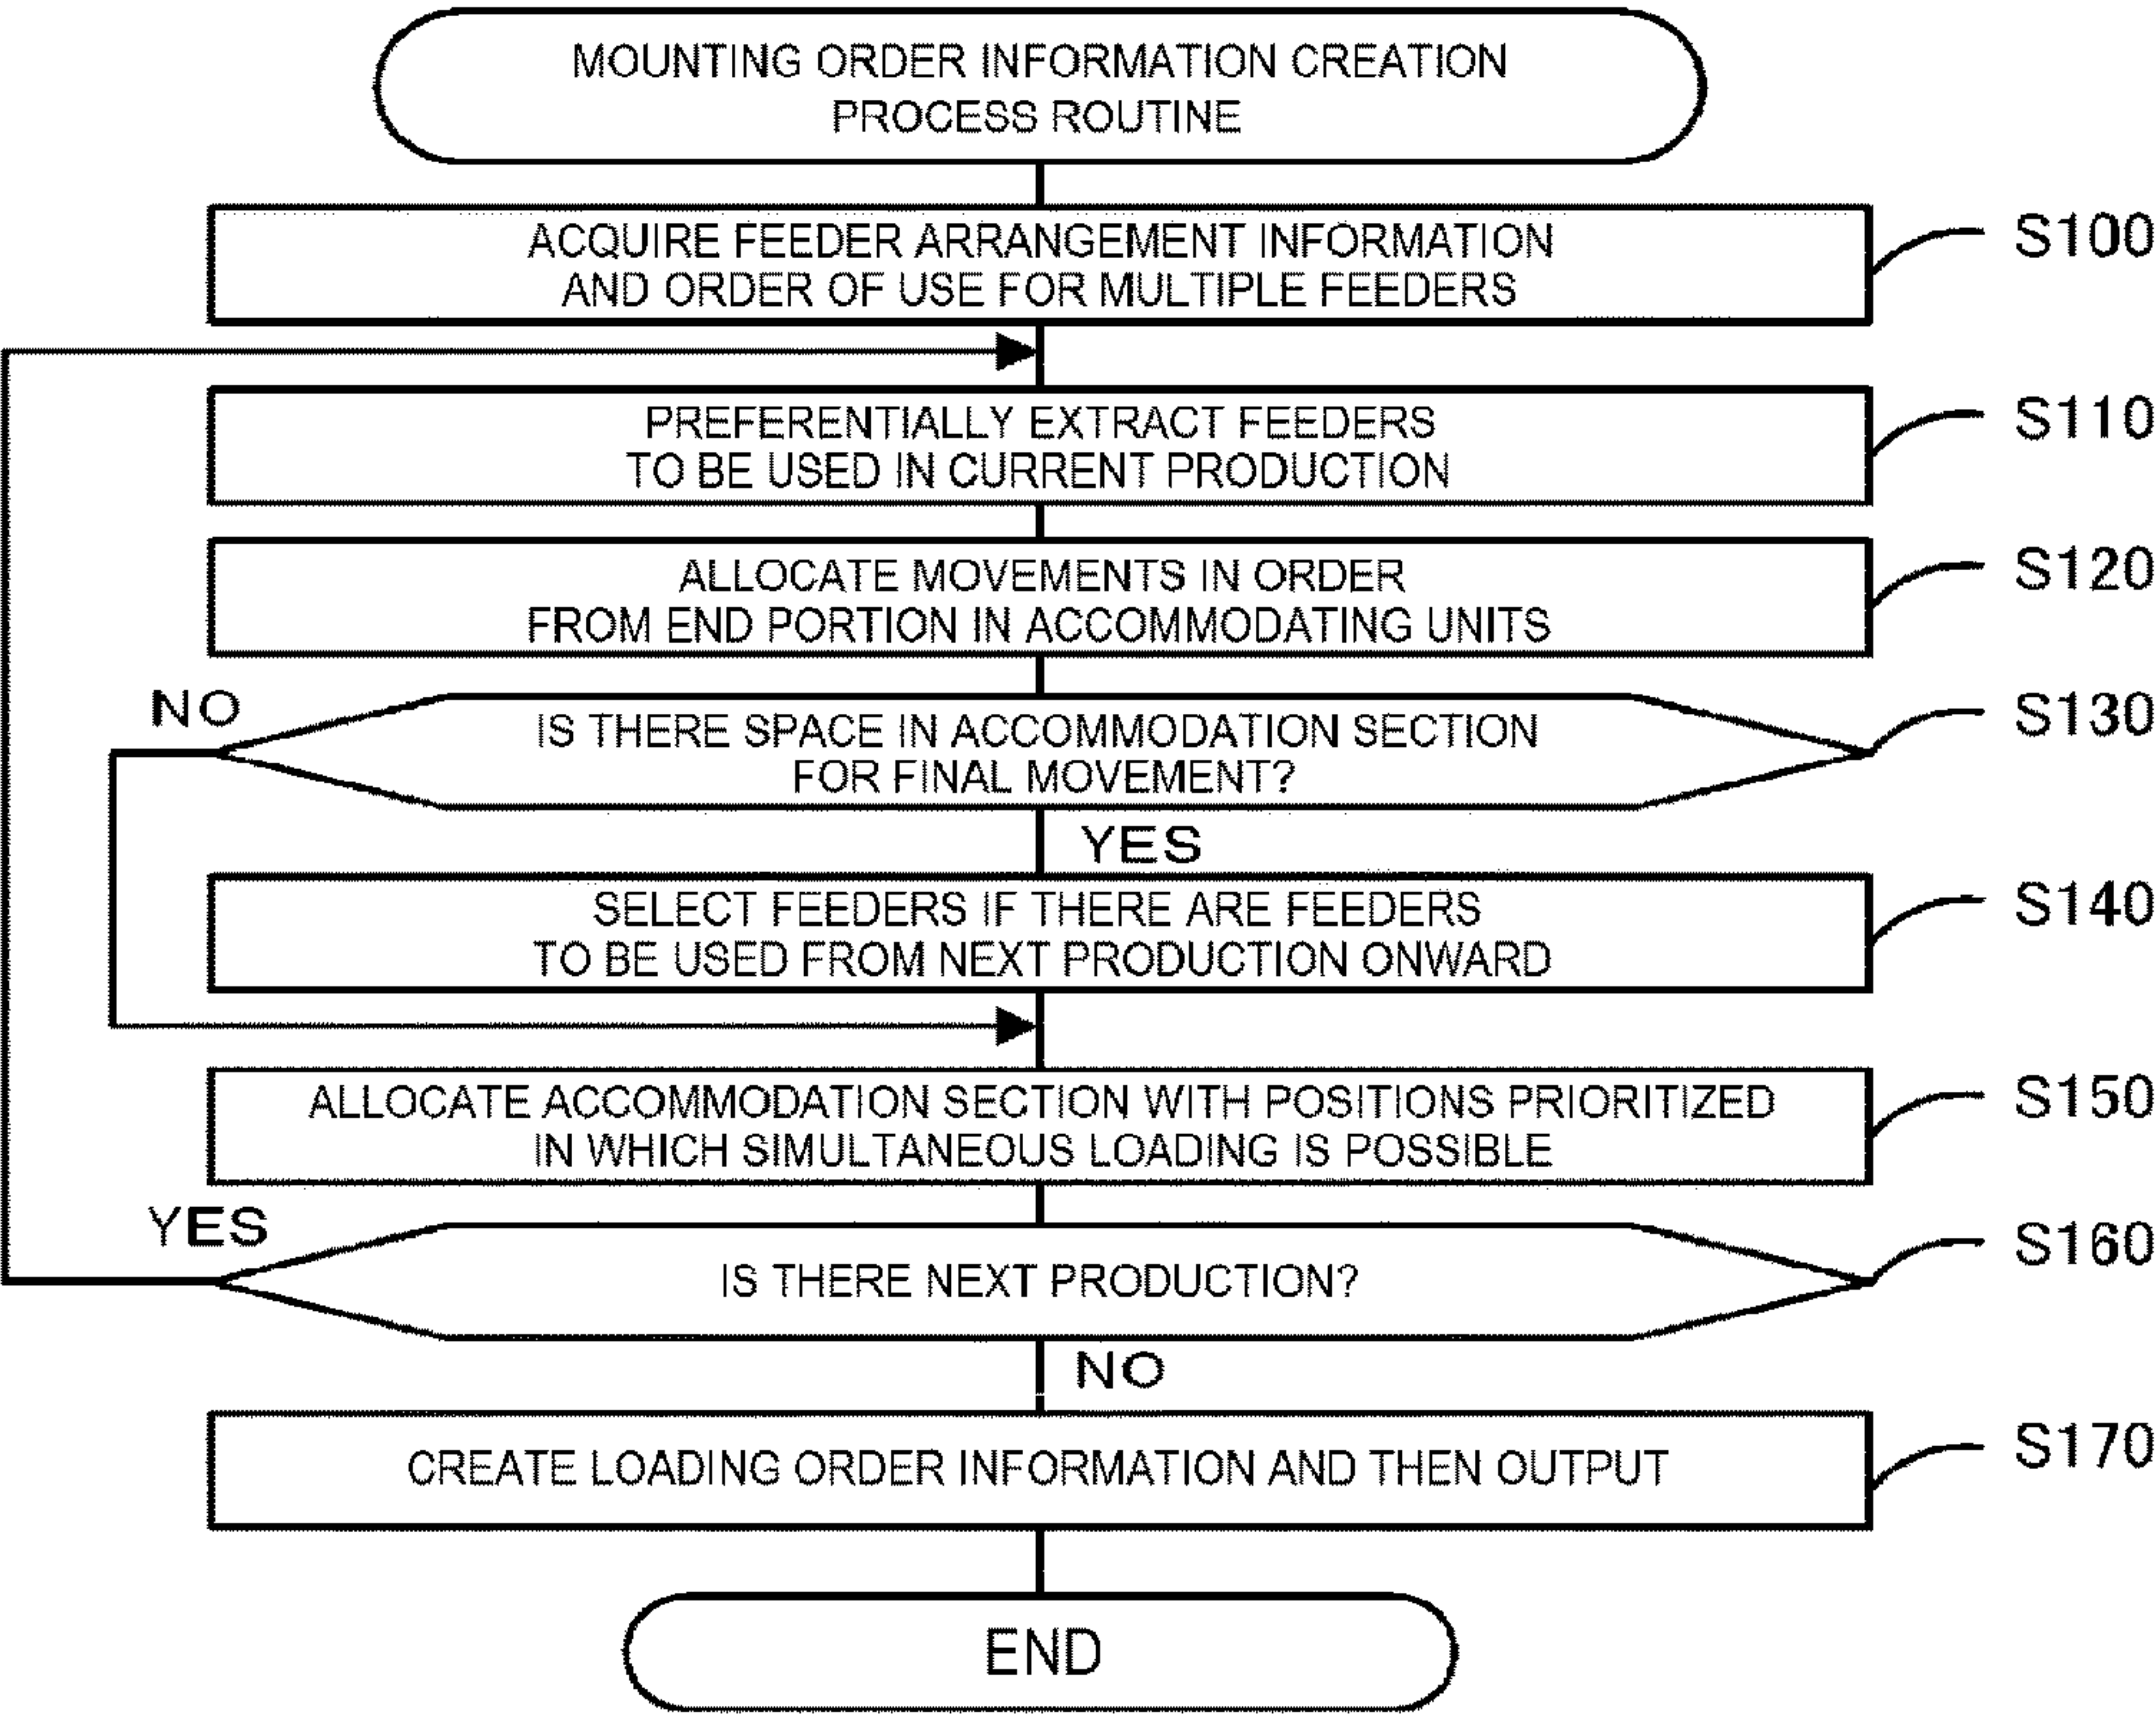 MOUNTING ORDER INFORMATION CREATION
PROCESS ROUTINE
ACQUIRE FEEDER ARRANGEMENT INFORMATION
AND ORDER OF USE FOR MULTIPLE FEEDERS
S100
PREFERENTIALLY EXTRACT FEEDERS
TO BE USED IN CURRENT PRODUCTION
S110
ALLOCATE MOVEMENTS IN ORDER
FROM END PORTION IN ACCOMMODATING UNITS
S120
NO
IS THERE SPACE IN ACCOMMODATION SECTION
FOR FINAL MOVEMENT?
S130
YES
SELECT FEEDERS IF THERE ARE FEEDERS
TO BE USED FROM NEXT PRODUCTION ONWARD
S140
ALLOCATE ACCOMMODATION SECTION WITH POSITIONS PRIORITIZED
IN WHICH SIMULTANEOUS LOADING IS POSSIBLE
S150
YES
IS THERE NEXT PRODUCTION?
S160
NO
CREATE LOADING ORDER INFORMATION AND THEN OUTPUT
S170
END